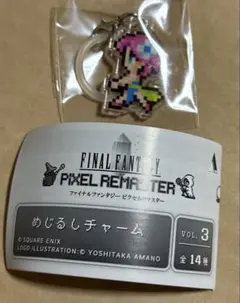 FINAL FANTASY
PIXEL REMASTER
ファイナルファンタジー ピクセルリマスター
めじるしチャーム
VOL. 3
全14種
© SQUARE ENIX
LOGO ILLUSTRATION: © YOSHITAKA AMANO